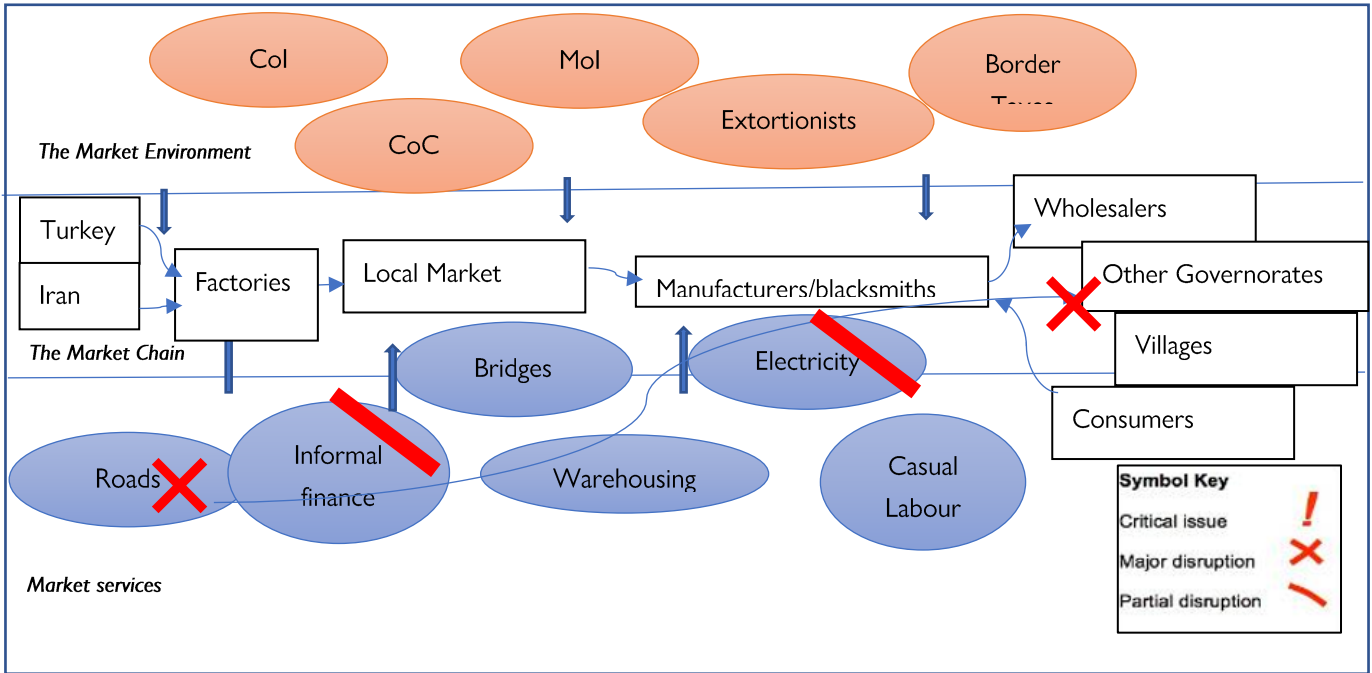 CoI
MoI
Border
CoC
Extortionists
The Market Environment
Turkey
Iran
Factories
Local Market
Manufacturers/blacksmiths
Wholesalers
Other Governorates
Villages
Consumers
The Market Chain
Bridges
Electricity
Roads
Informal
finance
Warehousing
Casual
Labour
Market services
Symbol Key
Critical issue
Major disruption
Partial disruption